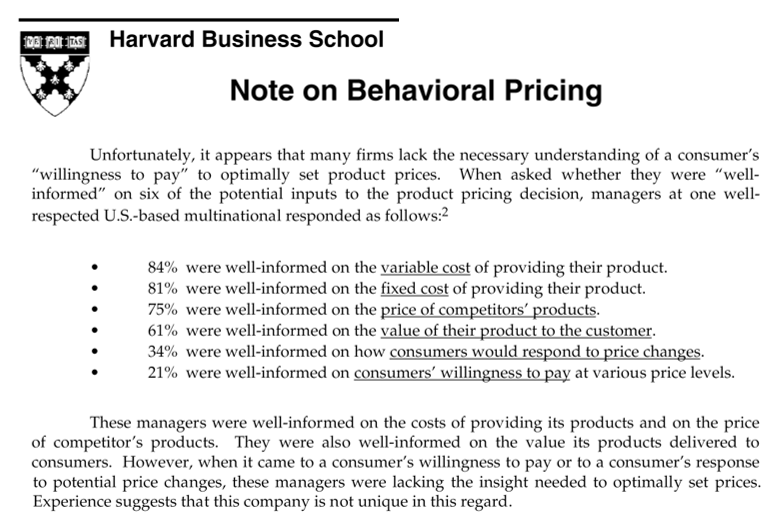 Harvard Business School
Note on Behavioral Pricing
Unfortunately, it appears that many firms lack the necessary understanding of a consumer's
"willingness to pay" to optimally set product prices. When asked whether they were "well-
informed" on six of the potential inputs to the product pricing decision, managers at one well-
respected U.S.-based multinational responded as follows:2
• 84% were well-informed on the variable cost of providing their product.
• 81% were well-informed on the fixed cost of providing their product.
• 75% were well-informed on the price of competitors' products.
• 61% were well-informed on the value of their product to the customer.
• 34% were well-informed on how consumers would respond to price changes.
• 21% were well-informed on consumers' willingness to pay at various price levels.
These managers were well-informed on the costs of providing its products and on the price
of competitor's products. They were also well-informed on the value its products delivered to
consumers. However, when it came to a consumer's willingness to pay or to a consumer's response
to potential price changes, these managers were lacking the insight needed to optimally set prices.
Experience suggests that this company is not unique in this regard.